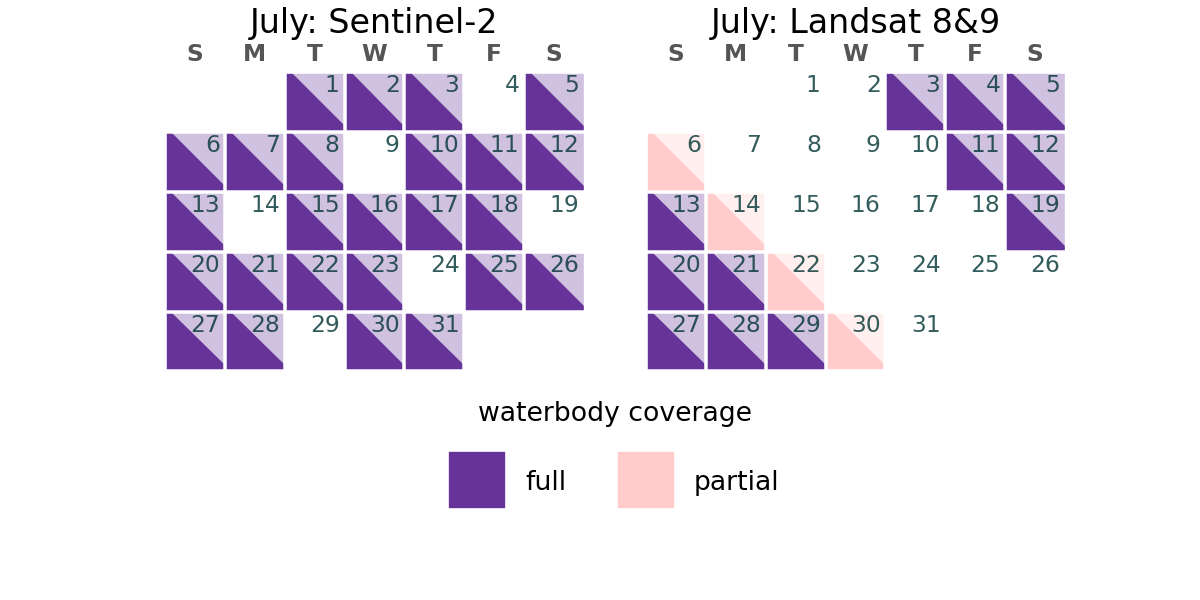 July: Sentinel-2
S M T W T F S
1 2 3 4 5
6 7 8 9 10 11 12
13 14 15 16 17 18 19
20 21 22 23 24 25 26
27 28 29 30 31
July: Landsat 8&9
S M T W T F S
1 2 3 4 5
6 7 8 9 10 11 12
13 14 15 16 17 18 19
20 21 22 23 24 25 26
27 28 29 30 31
waterbody coverage
full partial